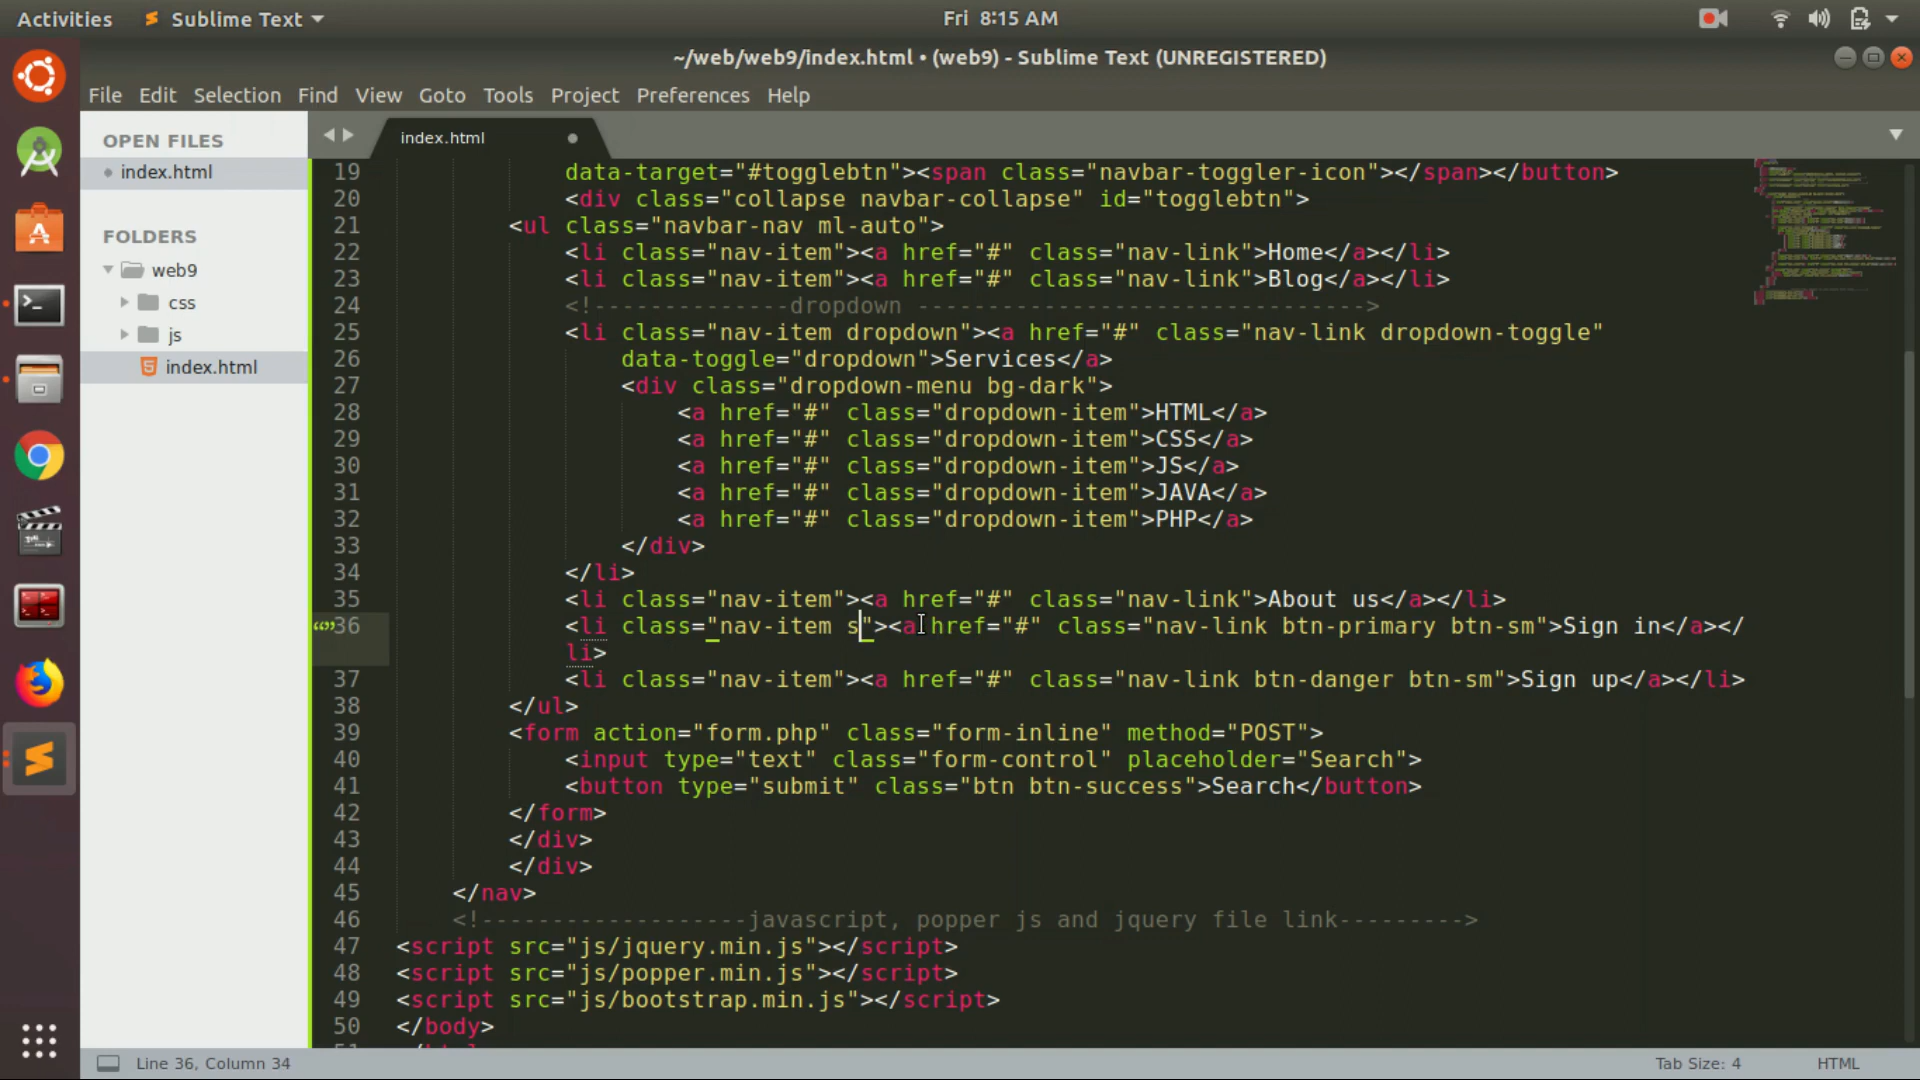 Activities
Sublime Text
Fri 8:15 AM
~/web/web9/index.html • (web9) - Sublime Text (UNREGISTERED)
File Edit Selection Find View Goto Tools Project Preferences Help
OPEN FILES
index.html
FOLDERS
web9
css
js
index.html
index.html
19 data-target="#togglebtn"><span class="navbar-toggler-icon"></span></button>
20 <div class="collapse navbar-collapse" id="togglebtn">
21 <ul class="navbar-nav ml-auto">
22 <li class="nav-item"><a href="#" class="nav-link">Home</a></li>
23 <li class="nav-item"><a href="#" class="nav-link">Blog</a></li>
24 <!--------------dropdown -------------------------------->
25 <li class="nav-item dropdown"><a href="#" class="nav-link dropdown-toggle"
26 data-toggle="dropdown">Services</a>
27 <div class="dropdown-menu bg-dark">
28 <a href="#" class="dropdown-item">HTML</a>
29 <a href="#" class="dropdown-item">CSS</a>
30 <a href="#" class="dropdown-item">JS</a>
31 <a href="#" class="dropdown-item">JAVA</a>
32 <a href="#" class="dropdown-item">PHP</a>
33 </div>
34 </li>
35 <li class="nav-item"><a href="#" class="nav-link">About us</a></li>
36 <li class="nav-item s"><a href="#" class="nav-link btn-primary btn-sm">Sign in</a></
li>
37 <li class="nav-item"><a href="#" class="nav-link btn-danger btn-sm">Sign up</a></li>
38 </ul>
39 <form action="form.php" class="form-inline" method="POST">
40 <input type="text" class="form-control" placeholder="Search">
41 <button type="submit" class="btn btn-success">Search</button>
42 </form>
43 </div>
44 </div>
45 </nav>
46 <!-------------------javascript, popper js and jquery file link--------->
47 <script src="js/jquery.min.js"></script>
48 <script src="js/popper.min.js"></script>
49 <script src="js/bootstrap.min.js"></script>
50 </body>
Line 36, Column 34
Tab Size: 4
HTML